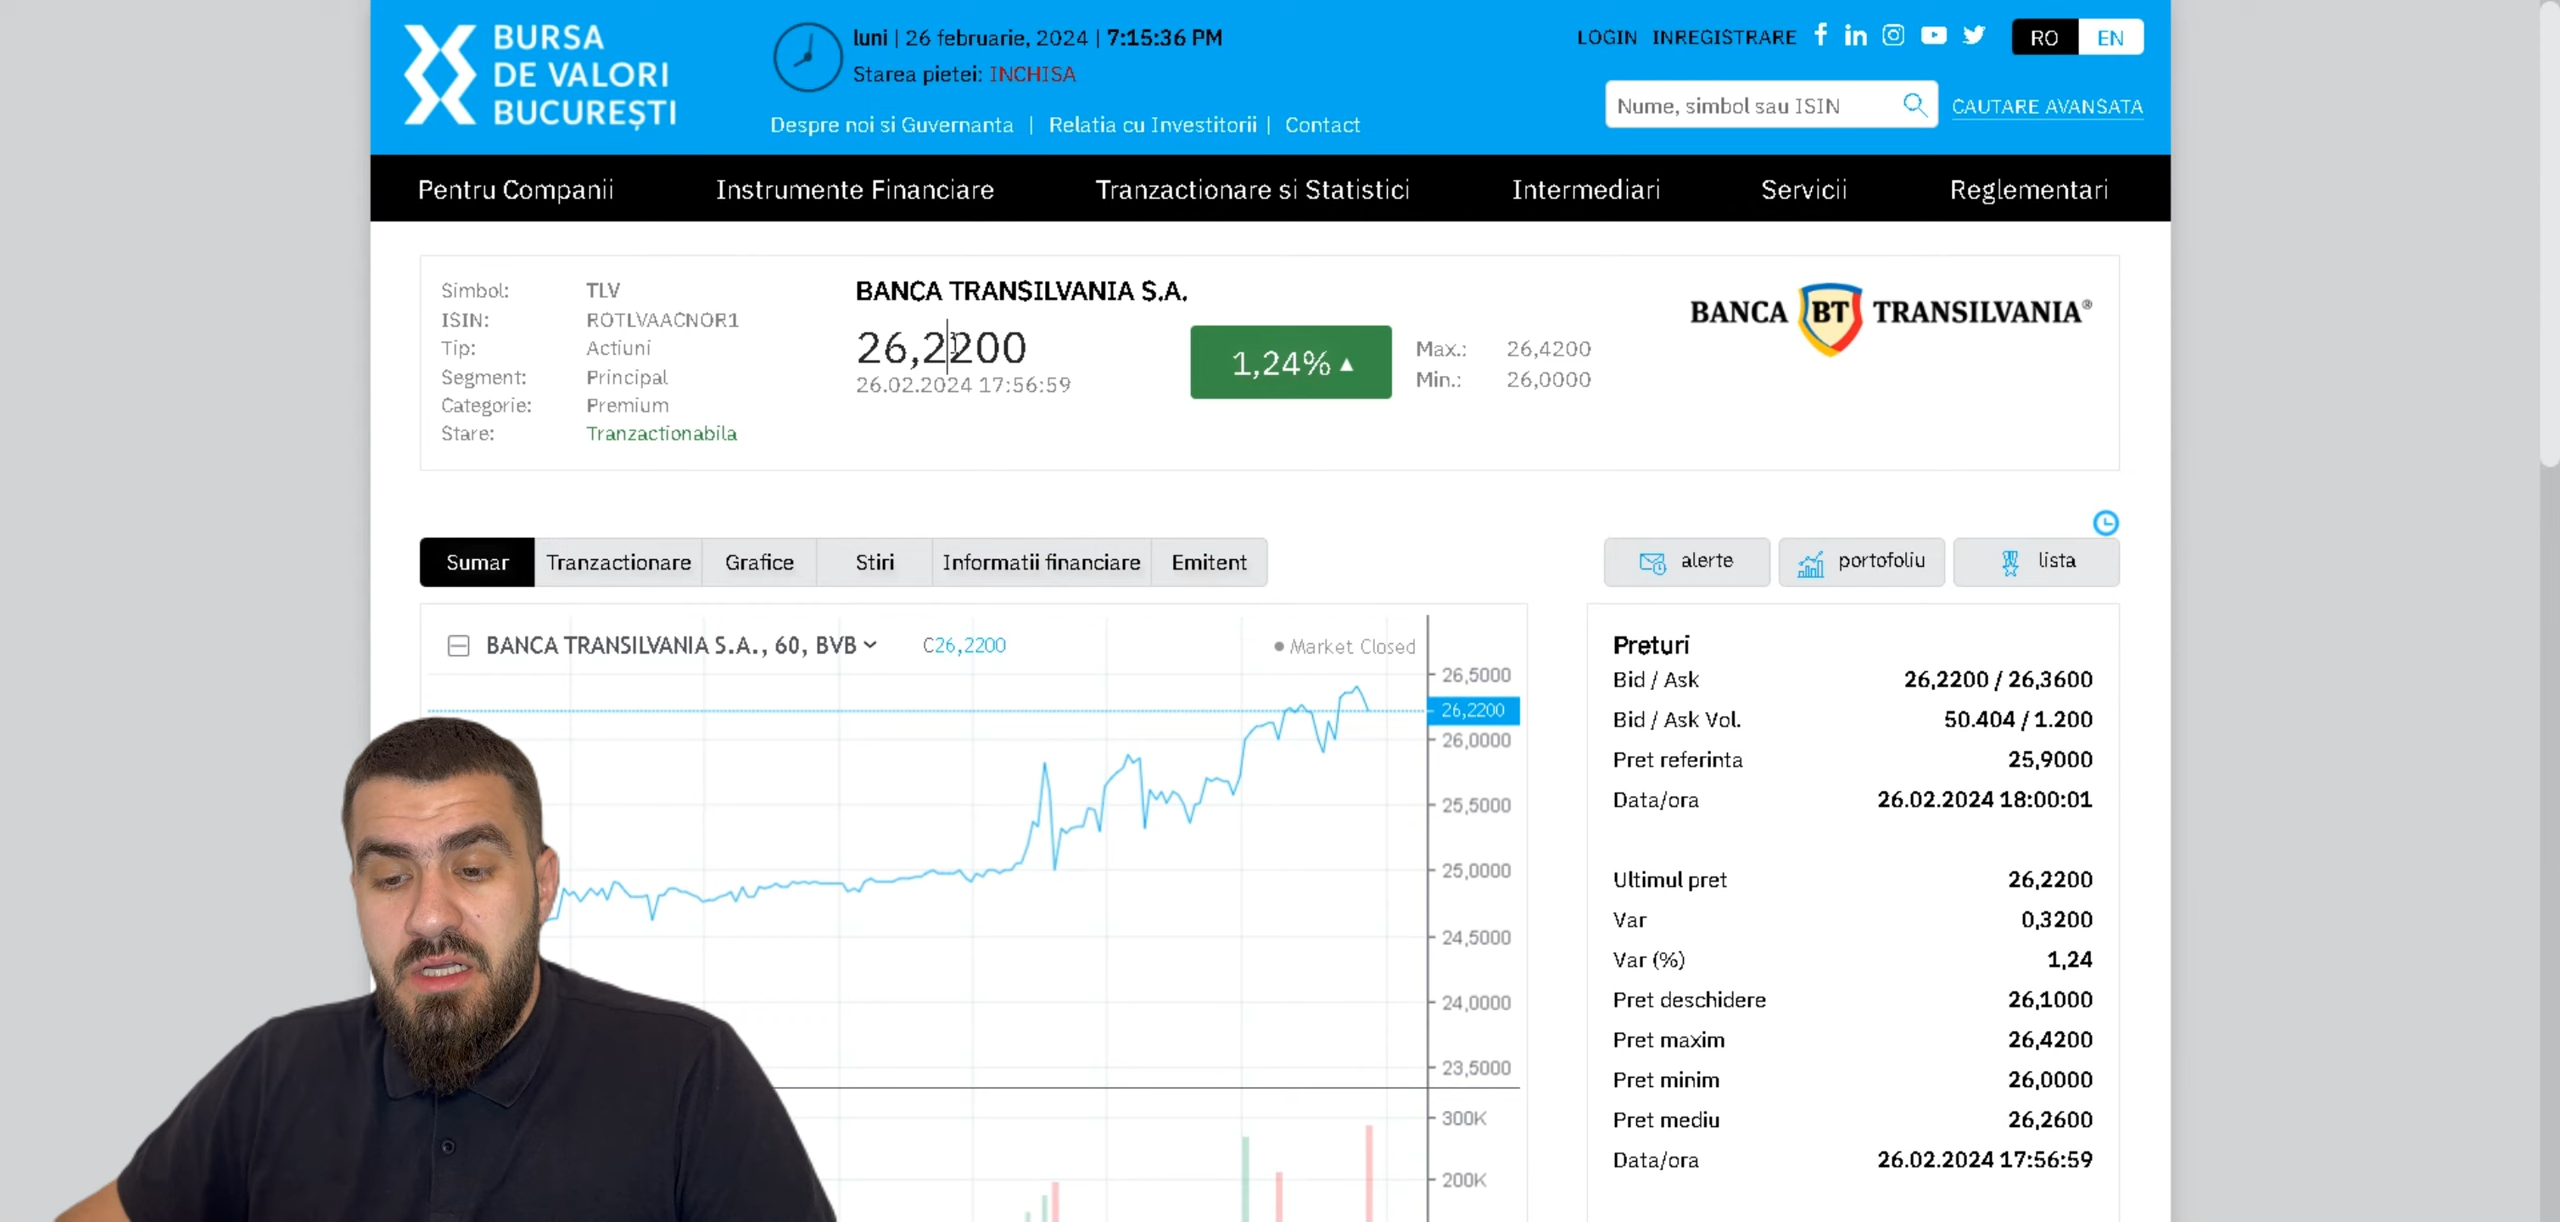 BURSA
DE VALORI
BUCUREȘTI
luni | 26 februarie, 2024 | 7:15:36 PM
Starea pietei: INCHISA
Despre noi si Guvernanta | Relatia cu Investitorii | Contact
LOGIN INREGISTRARE
RO EN
Nume, simbol sau ISIN
CAUTARE AVANSATA
Pentru Companii Instrumente Financiare Tranzactionare si Statistici Intermediari Servicii Reglementari
Simbol: TLV
ISIN: ROTLVAACNOR1
Tip: Actiuni
Segment: Principal
Categorie: Premium
Stare: Tranzactionabila
BANCA TRANSILVANIA S.A.
26,2200
26.02.2024 17:56:59
1,24% ▲
Max.: 26,4200
Min.: 26,0000
BANCA BT TRANSILVANIA®
Sumar Tranzactionare Grafice Stiri Informatii financiare Emitent
alerte portofoliu lista
BANCA TRANSILVANIA S.A., 60, BVB C26,2200
Market Closed
26,5000
26,2200
26,0000
25,5000
25,0000
24,5000
24,0000
23,5000
300K
200K
Preturi
Bid / Ask 26,2200 / 26,3600
Bid / Ask Vol. 50.404 / 1.200
Pret referinta 25,9000
Data/ora 26.02.2024 18:00:01
Ultimul pret 26,2200
Var 0,3200
Var (%) 1,24
Pret deschidere 26,1000
Pret maxim 26,4200
Pret minim 26,0000
Pret mediu 26,2600
Data/ora 26.02.2024 17:56:59